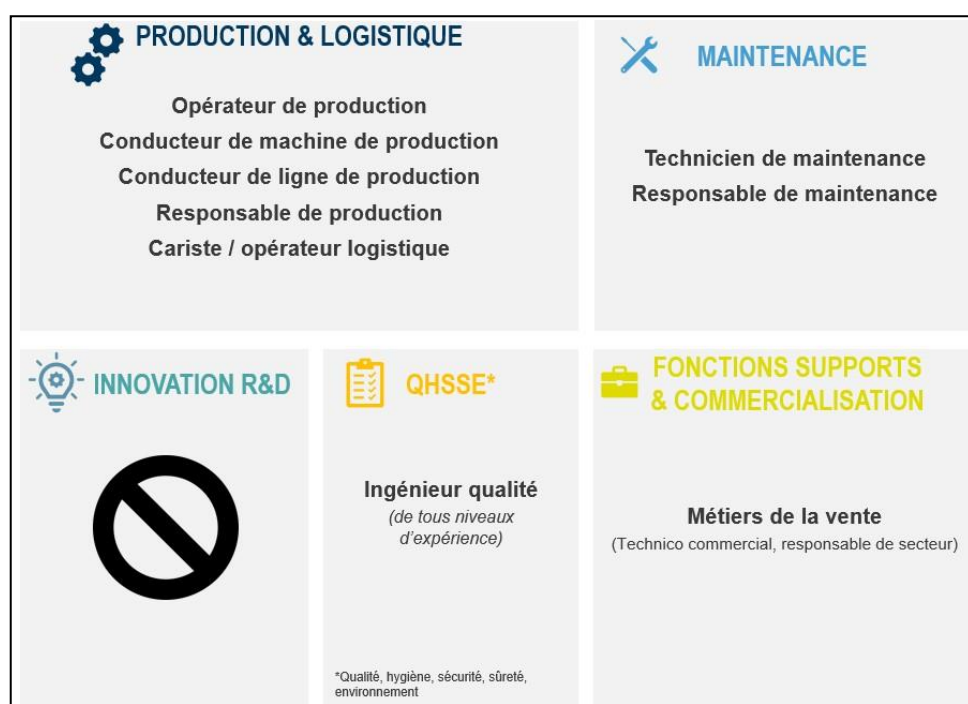 PRODUCTION & LOGISTIQUE
Opérateur de production
Conducteur de machine de production
Conducteur de ligne de production
Responsable de production
Cariste / opérateur logistique
MAINTENANCE
Technicien de maintenance
Responsable de maintenance
INNOVATION R&D
QHSSE*
Ingénieur qualité
(de tous niveaux
d'expérience)
*Qualité, hygiène, sécurité, sûreté,
environnement
FONCTIONS SUPPORTS
& COMMERCIALISATION
Métiers de la vente
(Technico commercial, responsable de secteur)